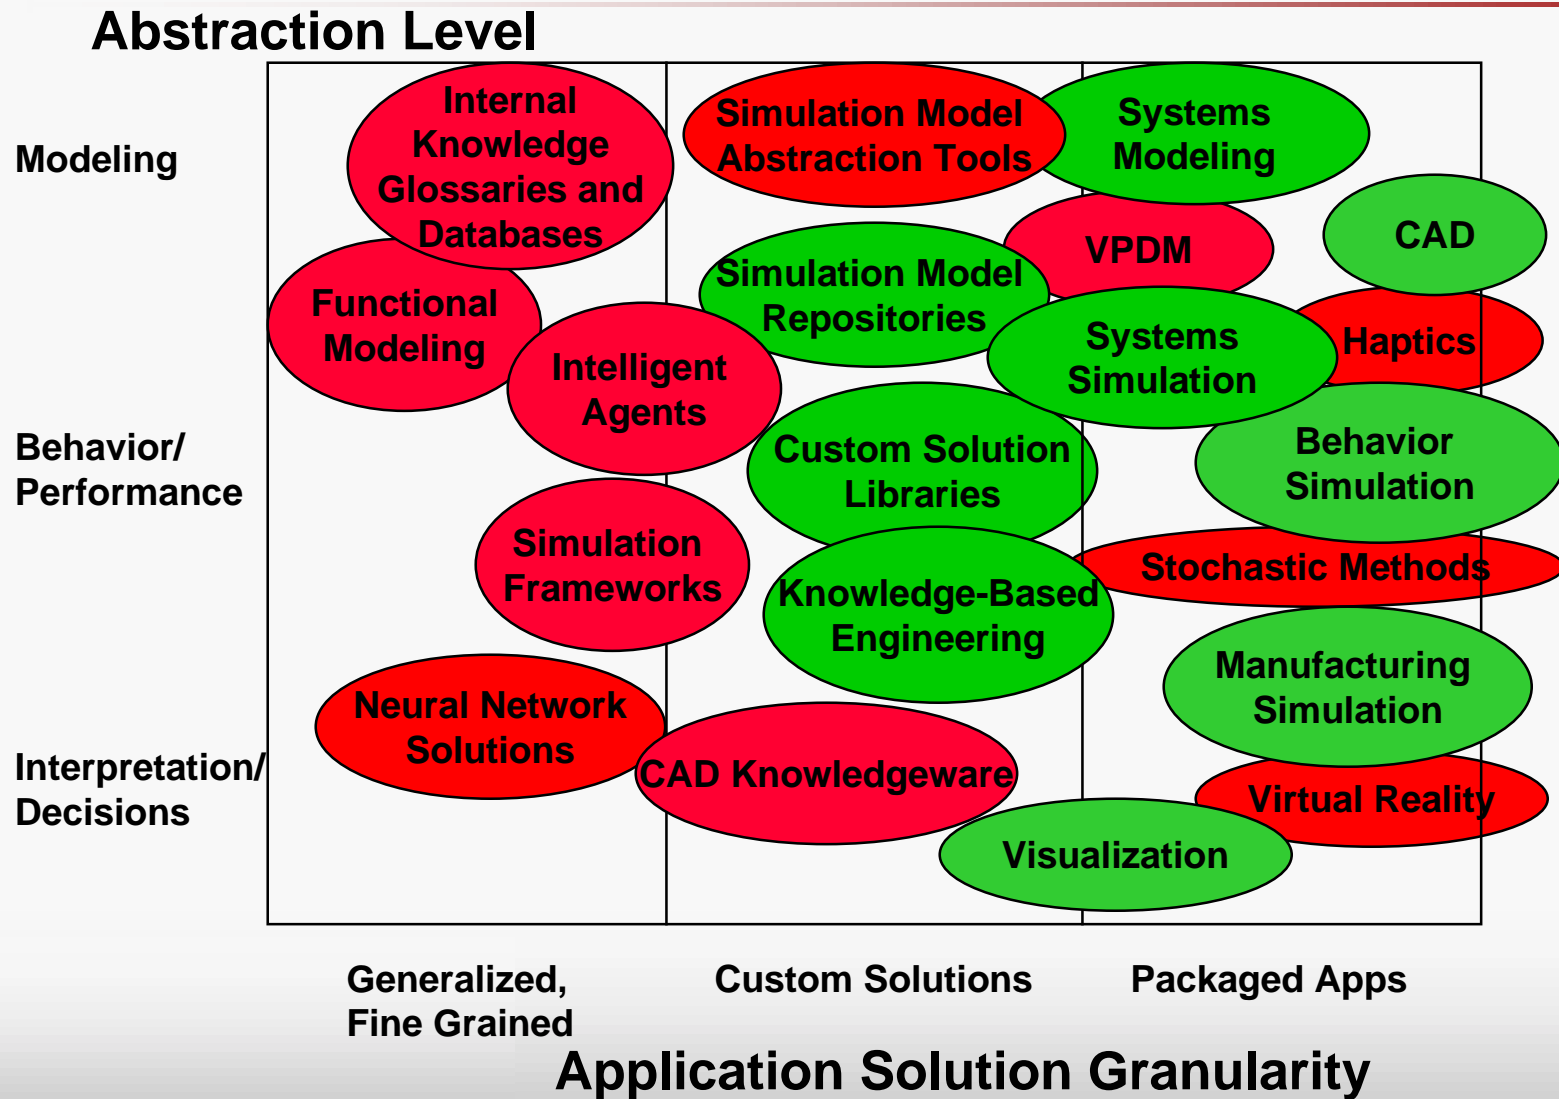 Abstraction Level
Modeling
Internal
Knowledge
Glossaries and
Databases
Simulation Model
Abstraction Tools
Systems
Modeling
VPDM
CAD
Functional
Modeling
Simulation Model
Repositories
Systems
Simulation
Haptics
Intelligent
Agents
Behavior/
Performance
Custom Solution
Libraries
Behavior
Simulation
Simulation
Frameworks
Knowledge-Based
Engineering
Stochastic Methods
Manufacturing
Simulation
Neural Network
Solutions
Interpretation/
Decisions
CAD Knowledgeware
Virtual Reality
Visualization
Generalized,
Fine Grained
Custom Solutions
Packaged Apps
Application Solution Granularity